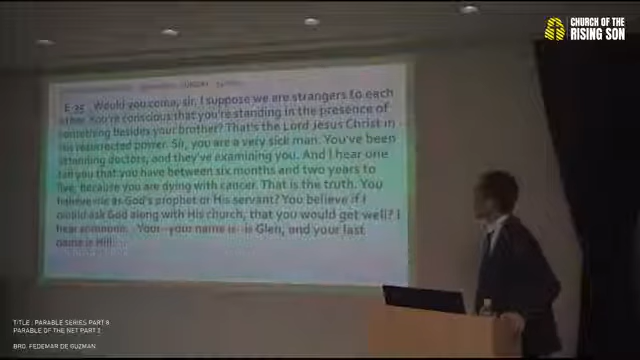 CHURCH OF THE
RISING SON
E-35 . Would you come, sir. I suppose we are strangers to each
other. You're conscious that you're standing in the presence of
something besides your brother? That's the Lord Jesus Christ in
His resurrected power. Sir, you are a very sick man. You've been
attending doctors, and they've examining you. And I hear one
tell you that you have between six months and two years to
live, because you are dying with cancer. That is the truth. You
believe me as God's prophet or His servant? You believe if I
would ask God along with His church, that you would get well? I
hear someone. Your--your name is--is Glen, and your last
name is Hill.
TITLE : PARABLE SERIES PART 8
PARABLE OF THE NET PART 2
BRO. FEDEMAR DE GUZMAN